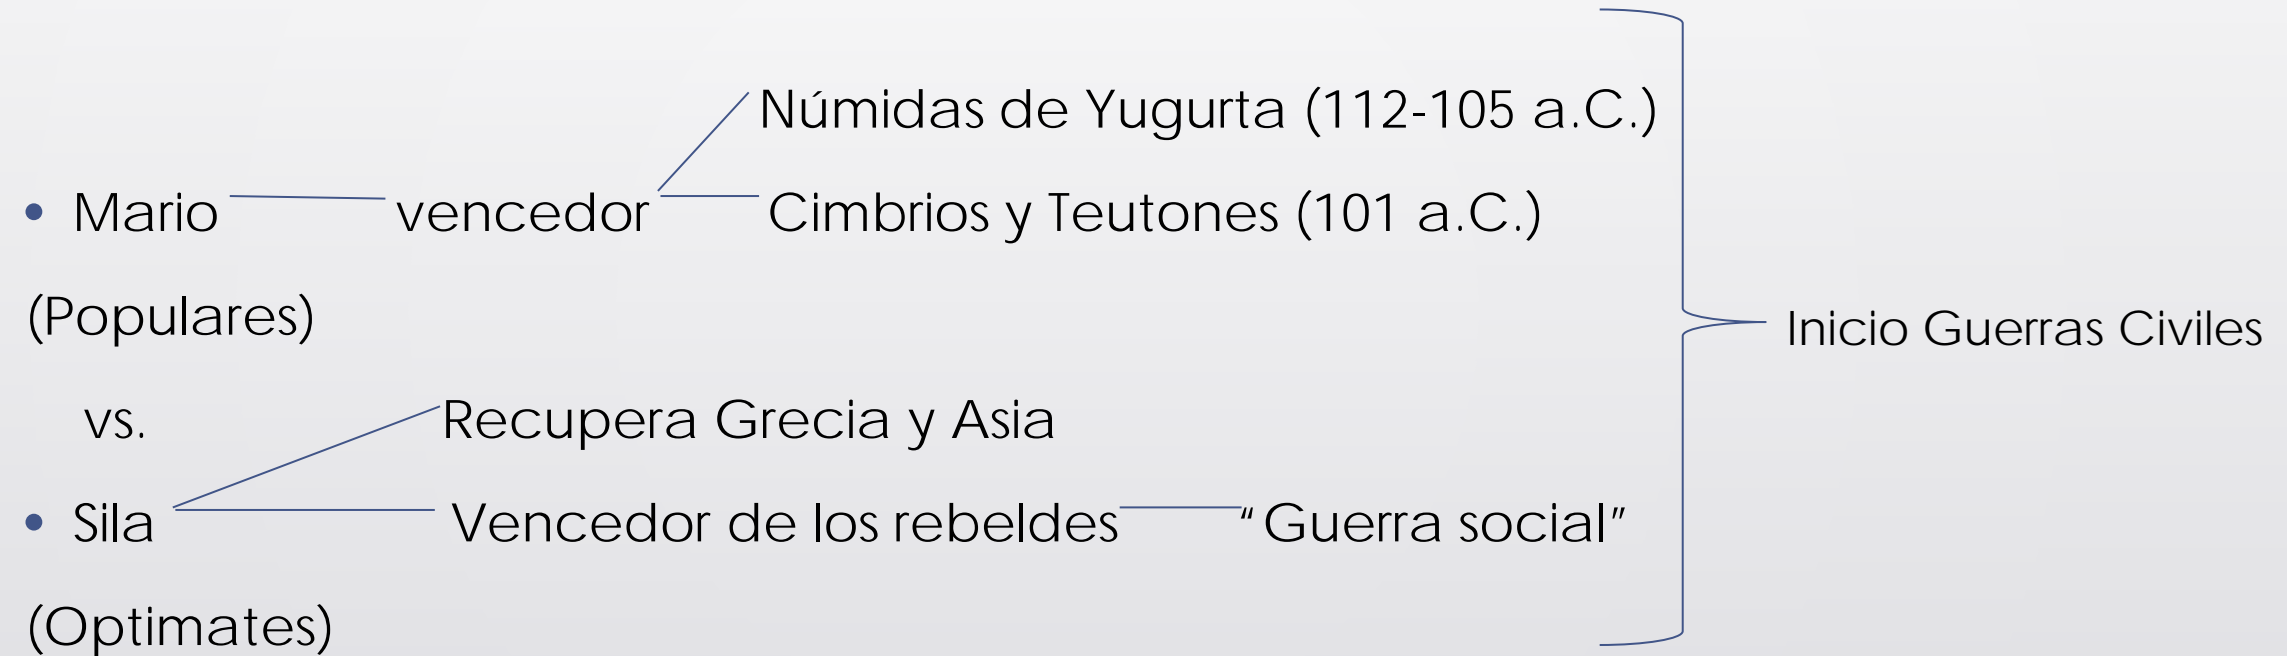 Númidas de Yugurta (112-105 a.C.)
• Mario vencedor Cimbrios y Teutones (101 a.C.)
(Populares)
Inicio Guerras Civiles
vs. Recupera Grecia y Asia
• Sila Vencedor de los rebeldes “Guerra social”
(Optimates)